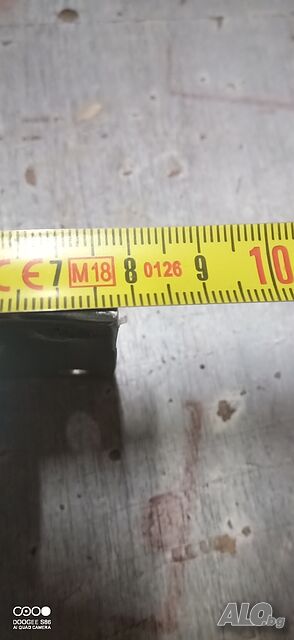 CE 7 M18 8 0126 9 10
DOOGEE S86
AI QUAD CAMERA
ALO.bg